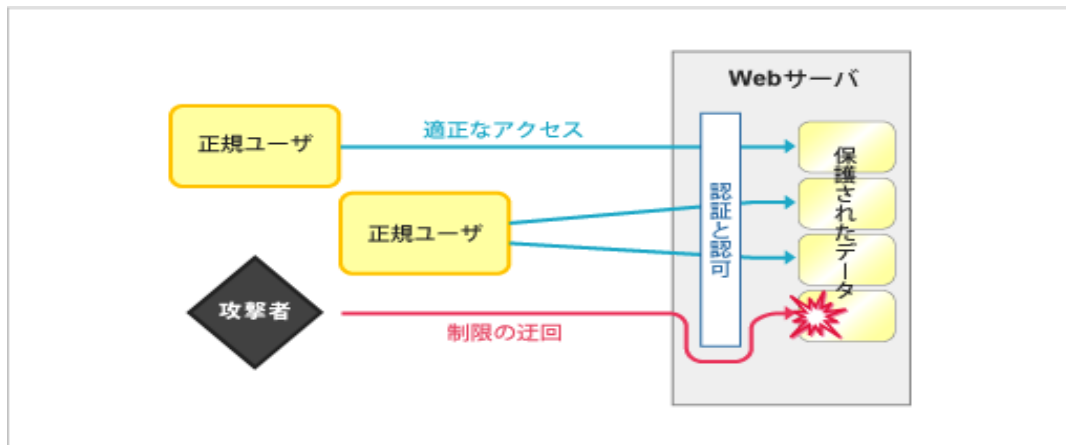 Webサーバ
正規ユーザ
適正なアクセス
正規ユーザ
認証と認可
保護されたデータ
攻撃者
制限の迂回